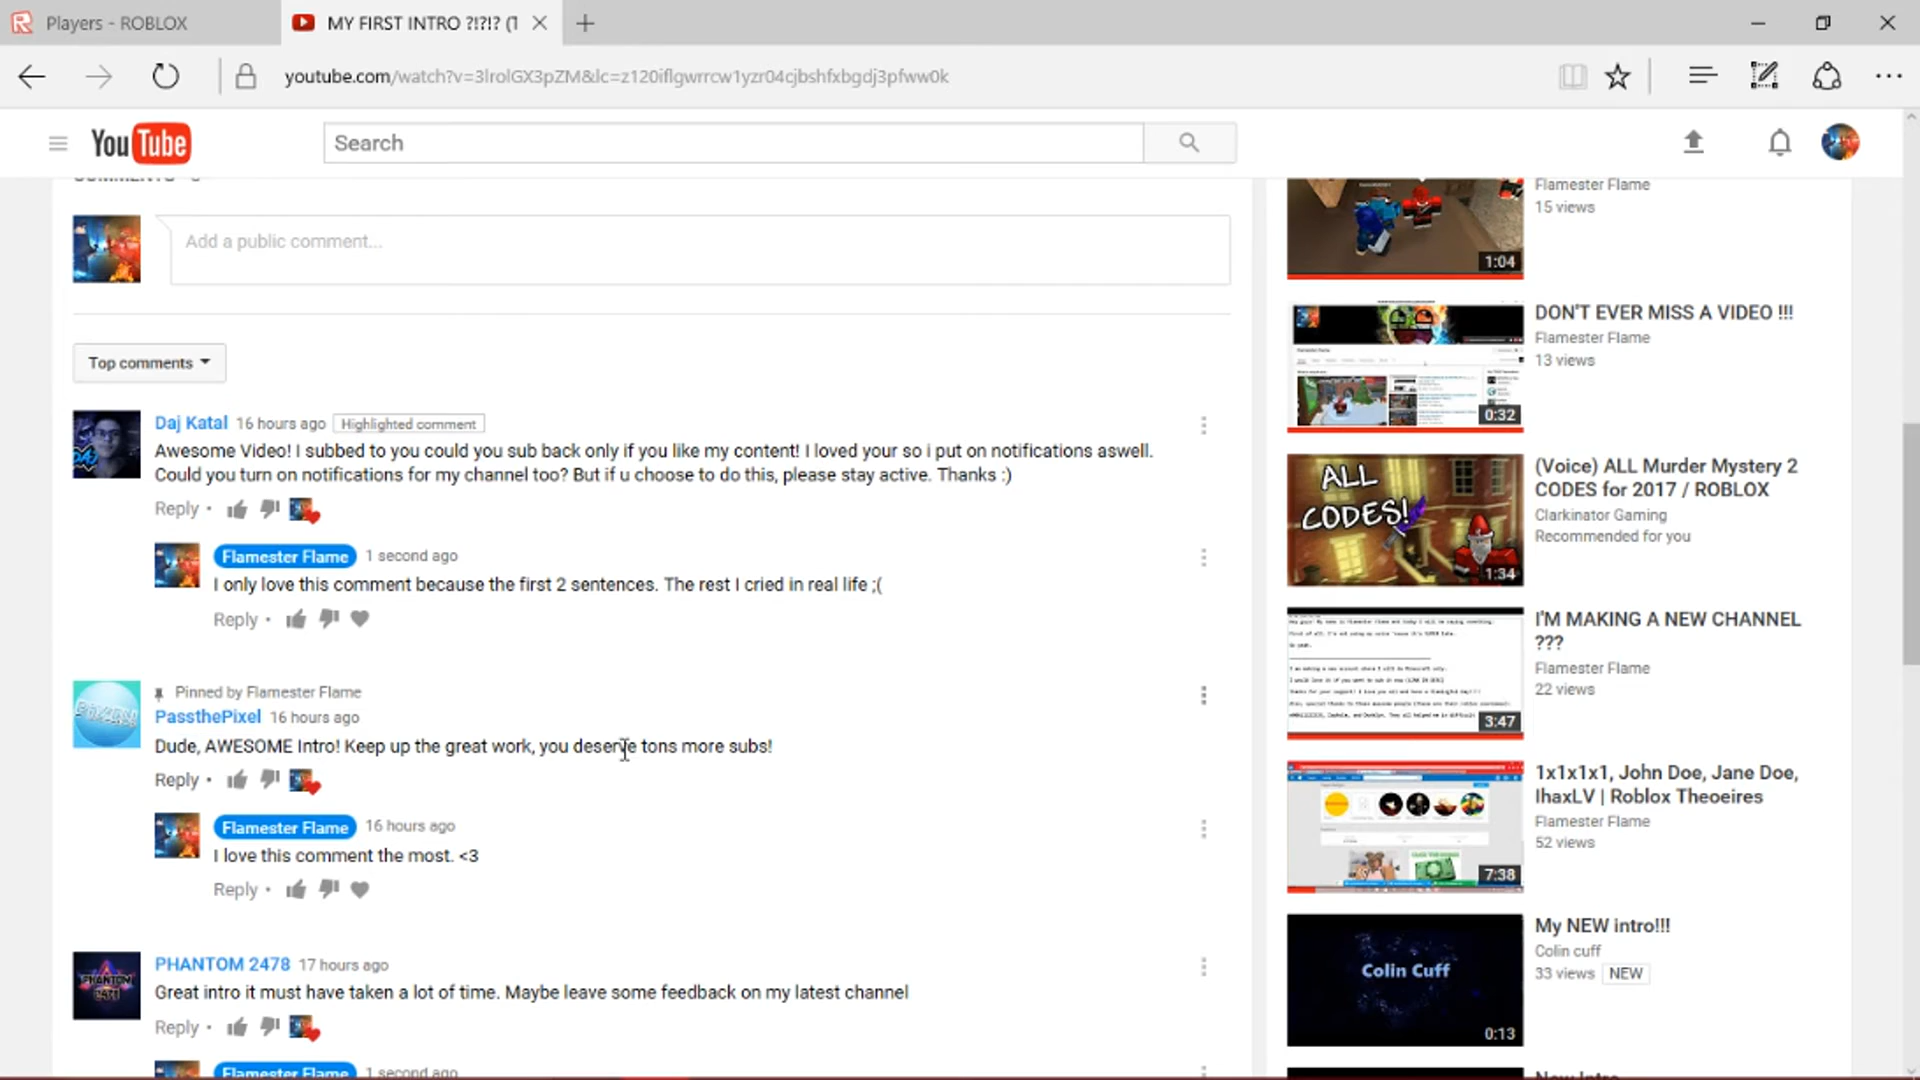 Players - ROBLOX
MY FIRST INTRO ?!?!? (T
youtube.com/watch?v=3lrolGX3pZM&lc=z120iflgwrrcw1yzr04cjbshfxbgdj3pfww0k
YouTube
Search
Add a public comment...
Top comments
Daj Katal 16 hours ago Highlighted comment
Awesome Video! I subbed to you could you sub back only if you like my content! I loved your so i put on notifications aswell.
Could you turn on notifications for my channel too? But if u choose to do this, please stay active. Thanks :)
Reply •
Flamester Flame 1 second ago
I only love this comment because the first 2 sentences. The rest I cried in real life ;(
Reply •
Pinned by Flamester Flame
PassthePixel 16 hours ago
Dude, AWESOME Intro! Keep up the great work, you deserve tons more subs!
Reply •
Flamester Flame 16 hours ago
I love this comment the most. <3
Reply •
PHANTOM 2478 17 hours ago
Great intro it must have taken a lot of time. Maybe leave some feedback on my latest channel
Reply •
Flamester Flame 1 second ago
Flamester Flame
15 views
1:04
DON'T EVER MISS A VIDEO !!!
Flamester Flame
13 views
0:32
ALL
CODES!
1:34
(Voice) ALL Murder Mystery 2
CODES for 2017 / ROBLOX
Clarkinator Gaming
Recommended for you
I'M MAKING A NEW CHANNEL
???
Flamester Flame
22 views
3:47
1x1x1x1, John Doe, Jane Doe,
IhaxLV | Roblox Theoeires
Flamester Flame
52 views
7:38
My NEW intro!!!
Colin cuff
33 views NEW
Colin Cuff
0:13